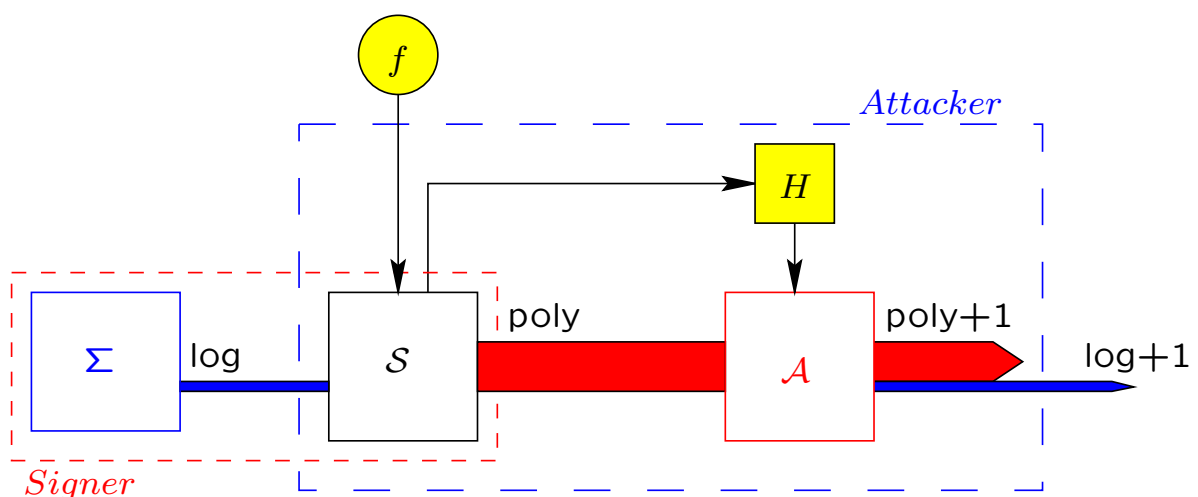 f
Attacker
H
poly
poly+1
log
log+1
Σ
S
A
Signer